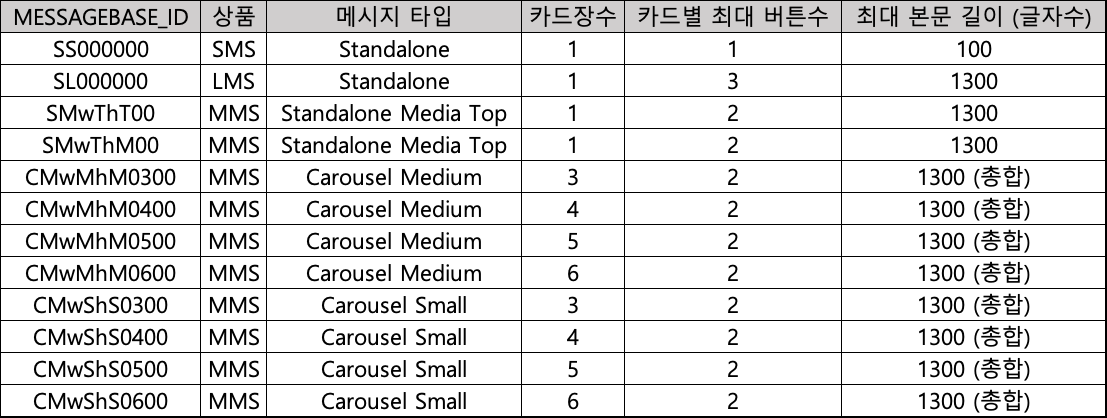 MESSAGEBASE_ID 상품 메시지 타입 카드장수 카드별 최대 버튼수 최대 본문 길이 (글자수)
SS000000 SMS Standalone 1 1 100
SL000000 LMS Standalone 1 3 1300
SMwThT00 MMS Standalone Media Top 1 2 1300
SMwThM00 MMS Standalone Media Top 1 2 1300
CMwMhM0300 MMS Carousel Medium 3 2 1300 (총합)
CMwMhM0400 MMS Carousel Medium 4 2 1300 (총합)
CMwMhM0500 MMS Carousel Medium 5 2 1300 (총합)
CMwMhM0600 MMS Carousel Medium 6 2 1300 (총합)
CMwShS0300 MMS Carousel Small 3 2 1300 (총합)
CMwShS0400 MMS Carousel Small 4 2 1300 (총합)
CMwShS0500 MMS Carousel Small 5 2 1300 (총합)
CMwShS0600 MMS Carousel Small 6 2 1300 (총합)